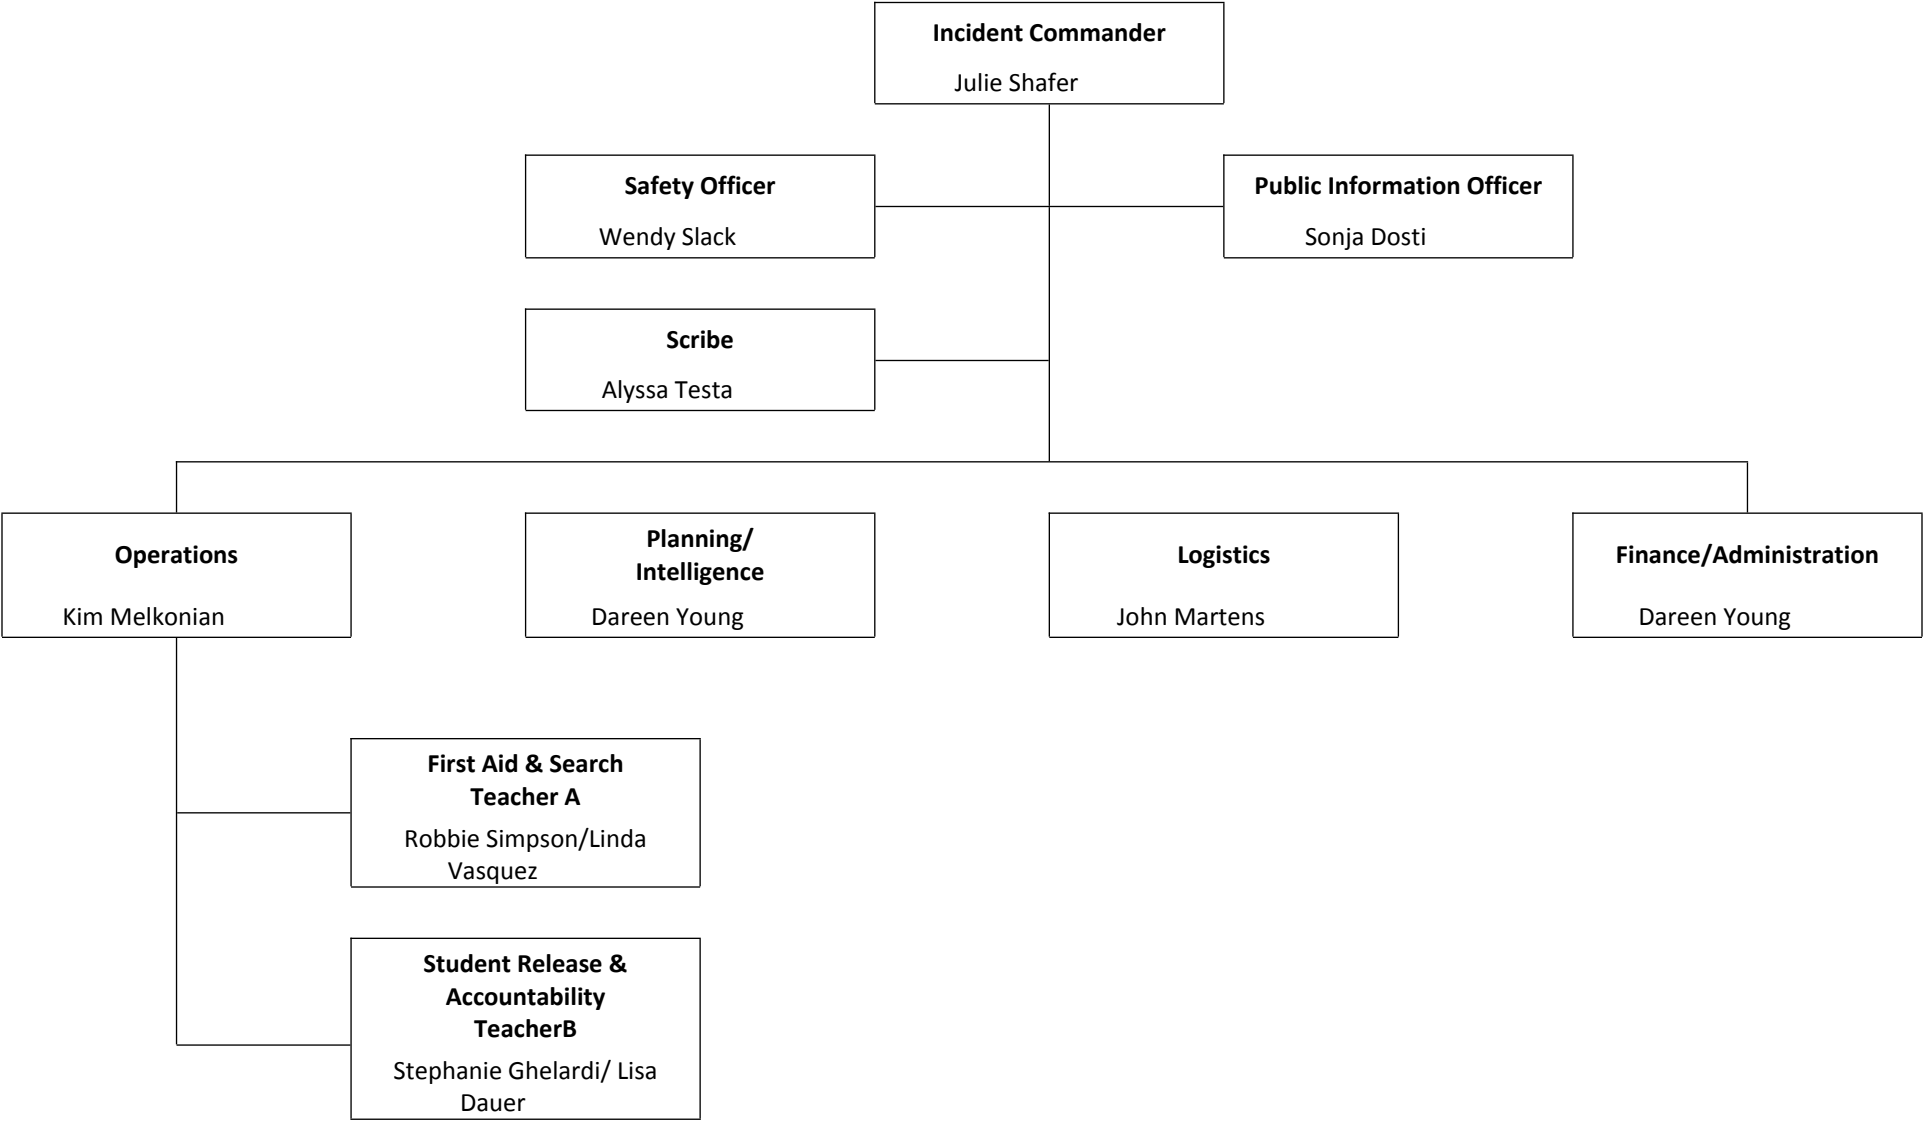 Incident Commander
Julie Shafer
Safety Officer
Wendy Slack
Public Information Officer
Sonja Dosti
Scribe
Alyssa Testa
Operations
Kim Melkonian
Planning/
Intelligence
Dareen Young
Logistics
John Martens
Finance/Administration
Dareen Young
First Aid & Search
Teacher A
Robbie Simpson/Linda
Vasquez
Student Release &
Accountability
TeacherB
Stephanie Ghelardi/ Lisa
Dauer